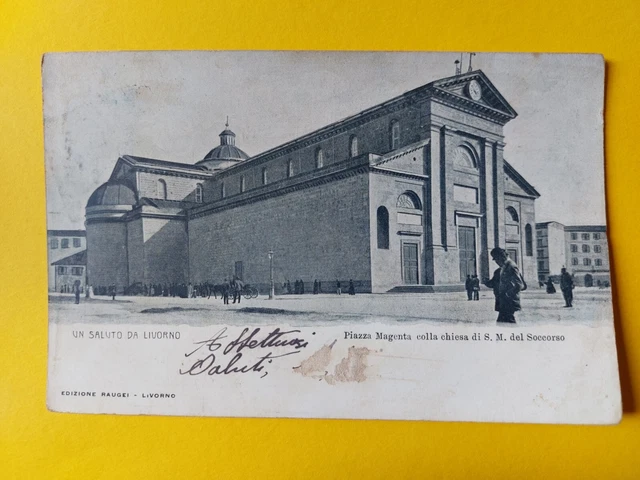 UN SALUTO DA LIVORNO
Piazza Magenta colla chiesa di S. M. del Soccorso
Affettuosi
Saluti,
EDIZIONE RAUGEI - LIVORNO